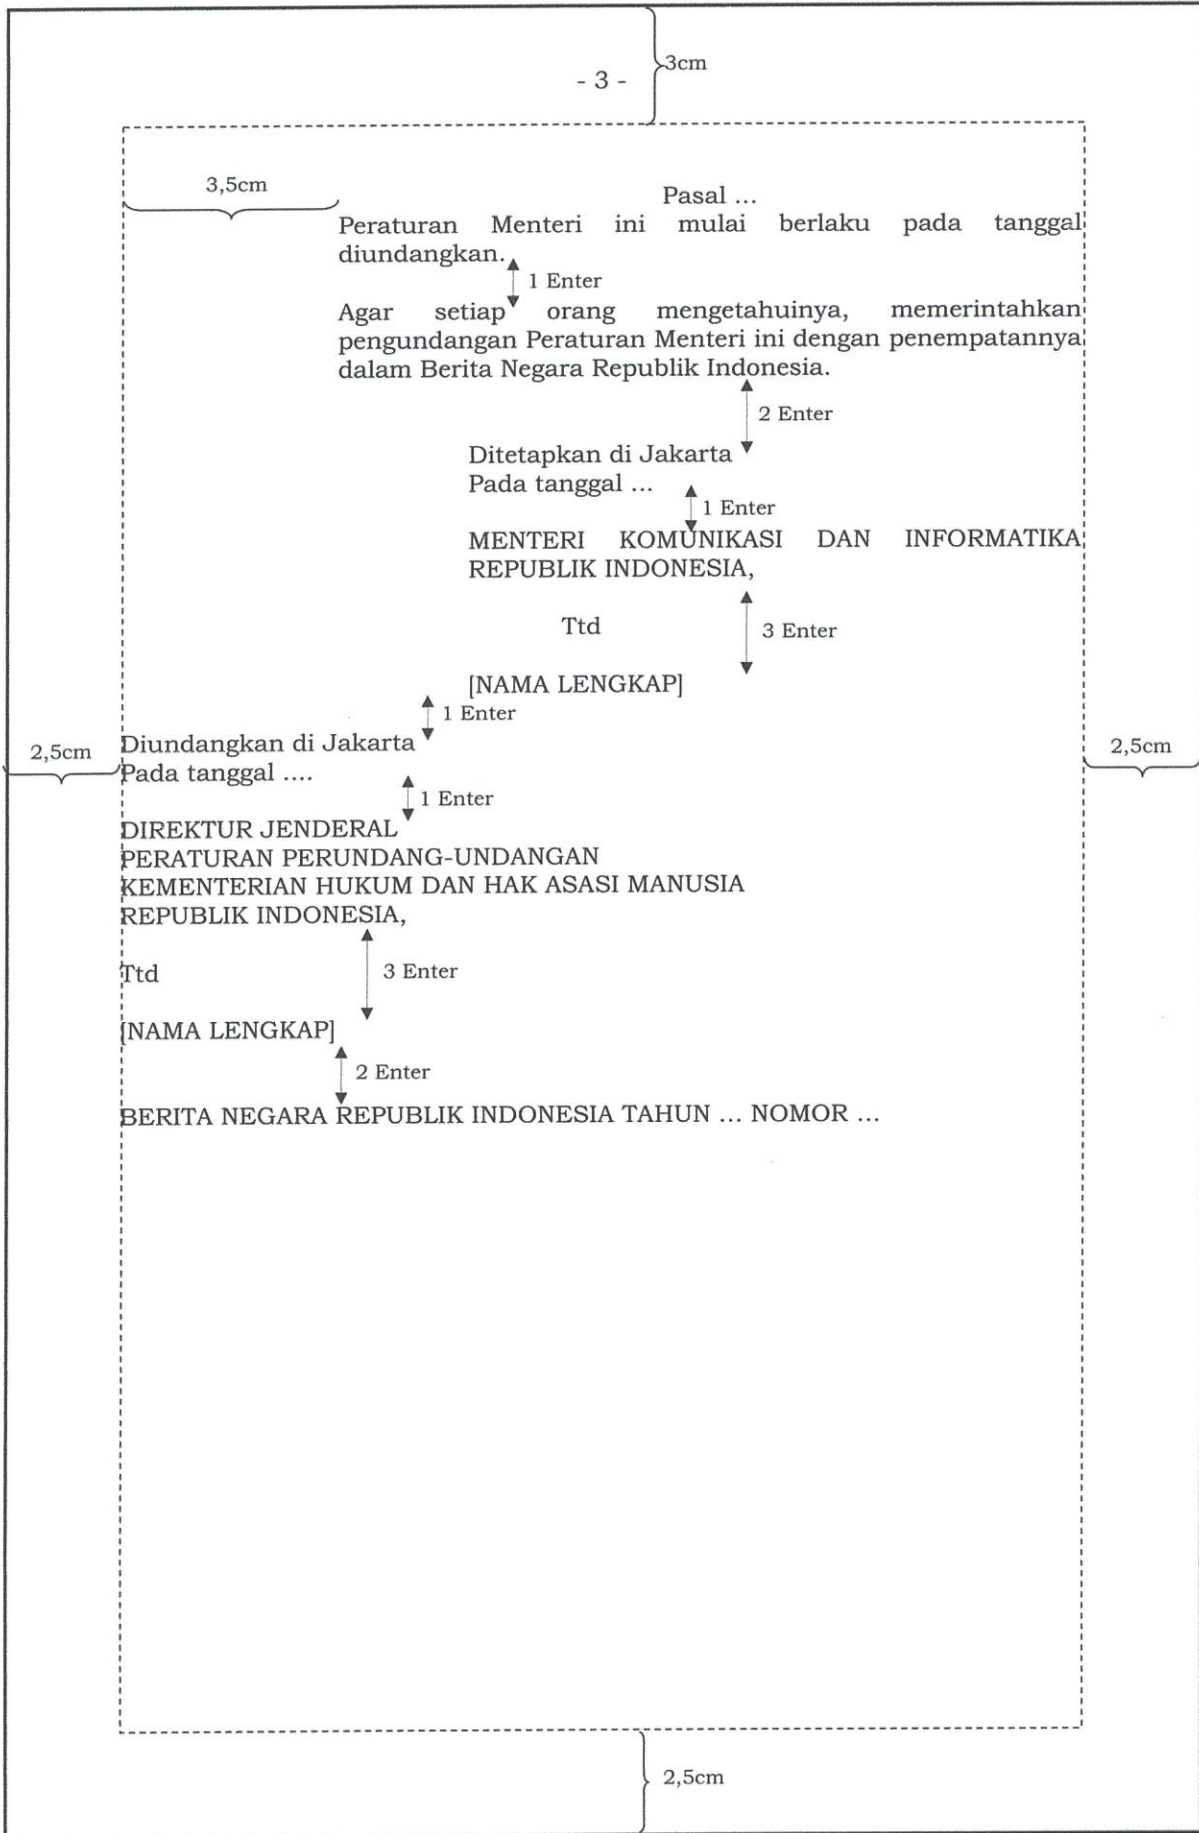 3cm
- 3 -
3,5cm
Pasal ...
Peraturan Menteri ini mulai berlaku pada tanggal
diundangkan.
1 Enter
Agar setiap orang mengetahuinya, memerintahkan
pengundangan Peraturan Menteri ini dengan penempatannya
dalam Berita Negara Republik Indonesia.
2 Enter
Ditetapkan di Jakarta
Pada tanggal ...
1 Enter
MENTERI KOMUNIKASI DAN INFORMATIKA
REPUBLIK INDONESIA,
Ttd
3 Enter
[NAMA LENGKAP]
1 Enter
2,5cm
Diundangkan di Jakarta
2,5cm
Pada tanggal ....
1 Enter
DIREKTUR JENDERAL
PERATURAN PERUNDANG-UNDANGAN
KEMENTERIAN HUKUM DAN HAK ASASI MANUSIA
REPUBLIK INDONESIA,
Ttd
3 Enter
[NAMA LENGKAP]
2 Enter
BERITA NEGARA REPUBLIK INDONESIA TAHUN ... NOMOR ...
2,5cm